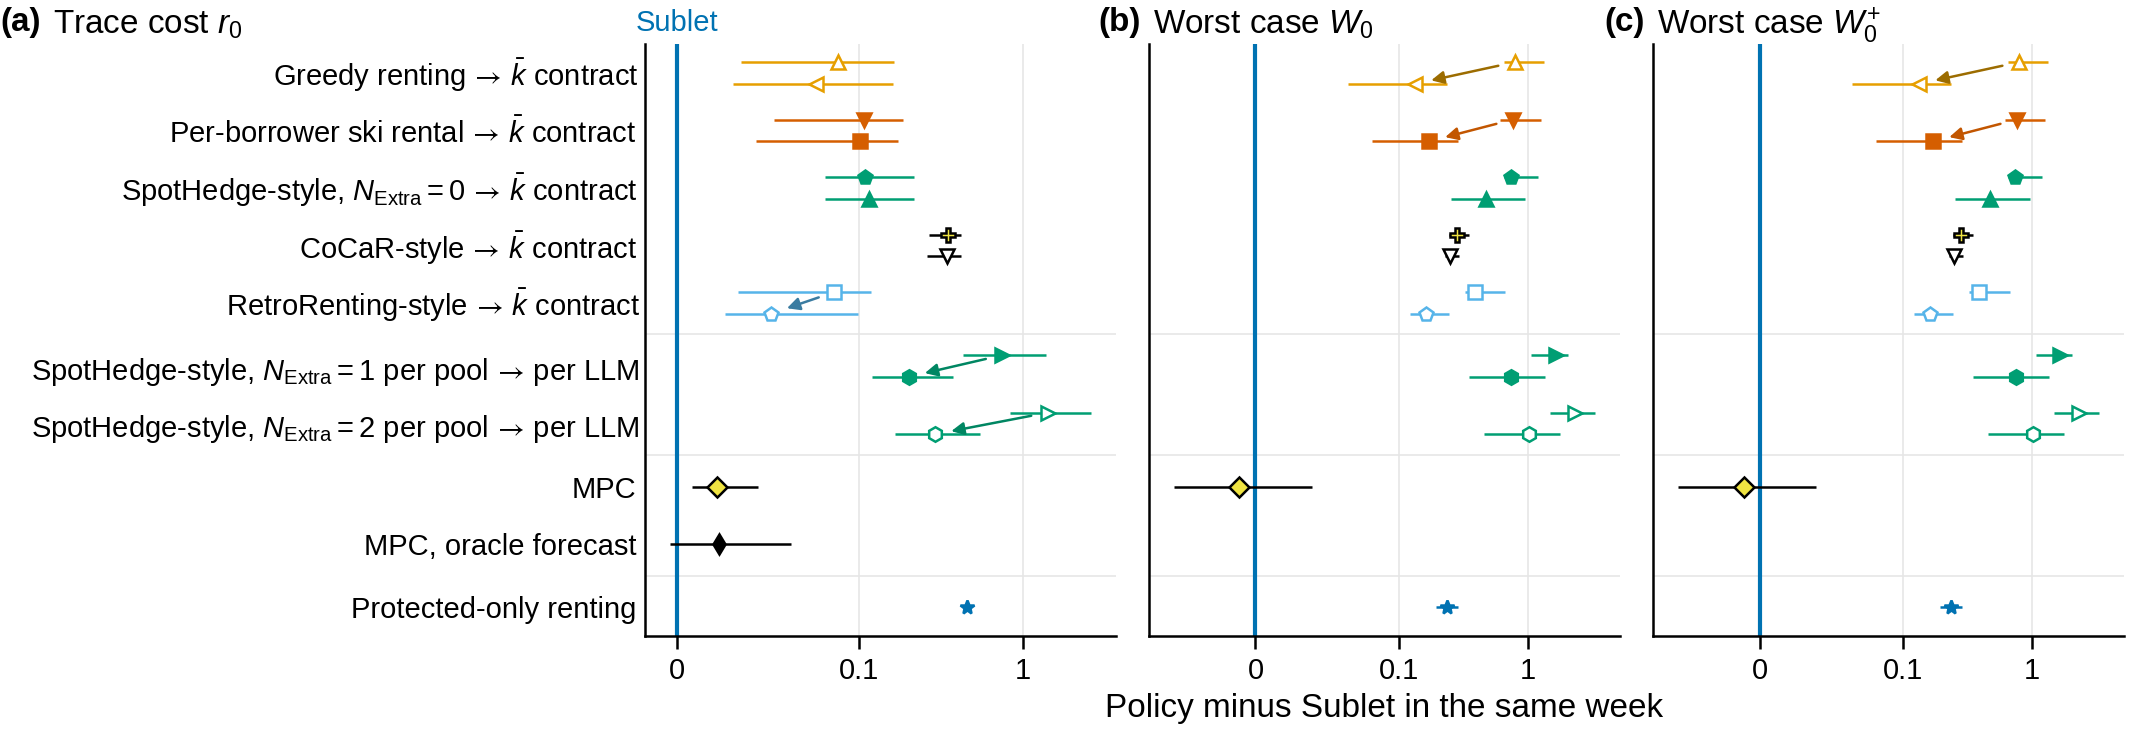 (a) Trace cost r₀
Sublet
(b) Worst case W₀
(c) Worst case W₀⁺
Greedy renting → k̄ contract
Per-borrower ski rental → k̄ contract
SpotHedge-style, N_Extra = 0 → k̄ contract
CoCaR-style → k̄ contract
RetroRenting-style → k̄ contract
SpotHedge-style, N_Extra = 1 per pool → per LLM
SpotHedge-style, N_Extra = 2 per pool → per LLM
MPC
MPC, oracle forecast
Protected-only renting
0 0.1 1
0 0.1 1
0 0.1 1
Policy minus Sublet in the same week